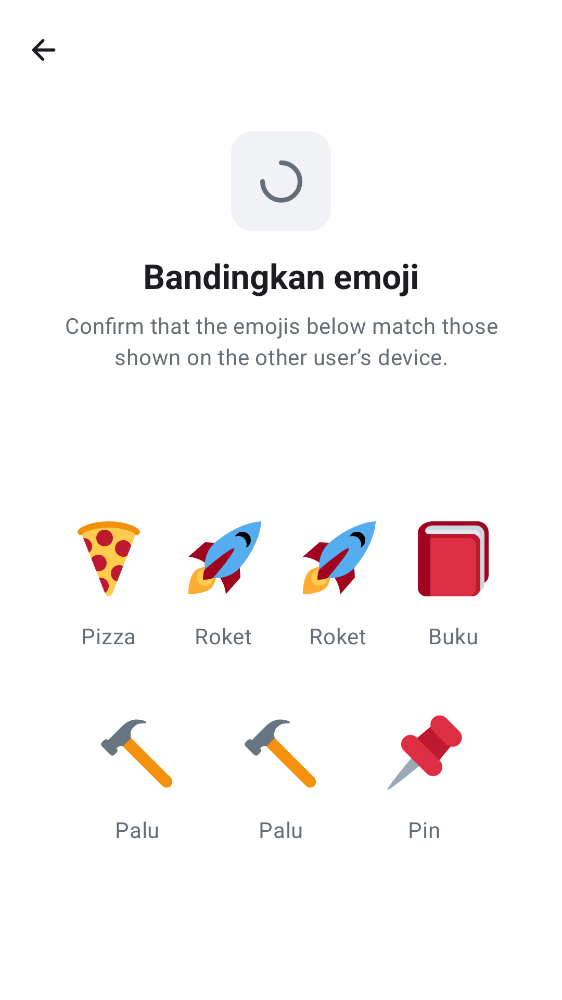 Bandingkan emoji
Confirm that the emojis below match those
shown on the other user’s device.
Pizza Roket Roket Buku
Palu Palu Pin